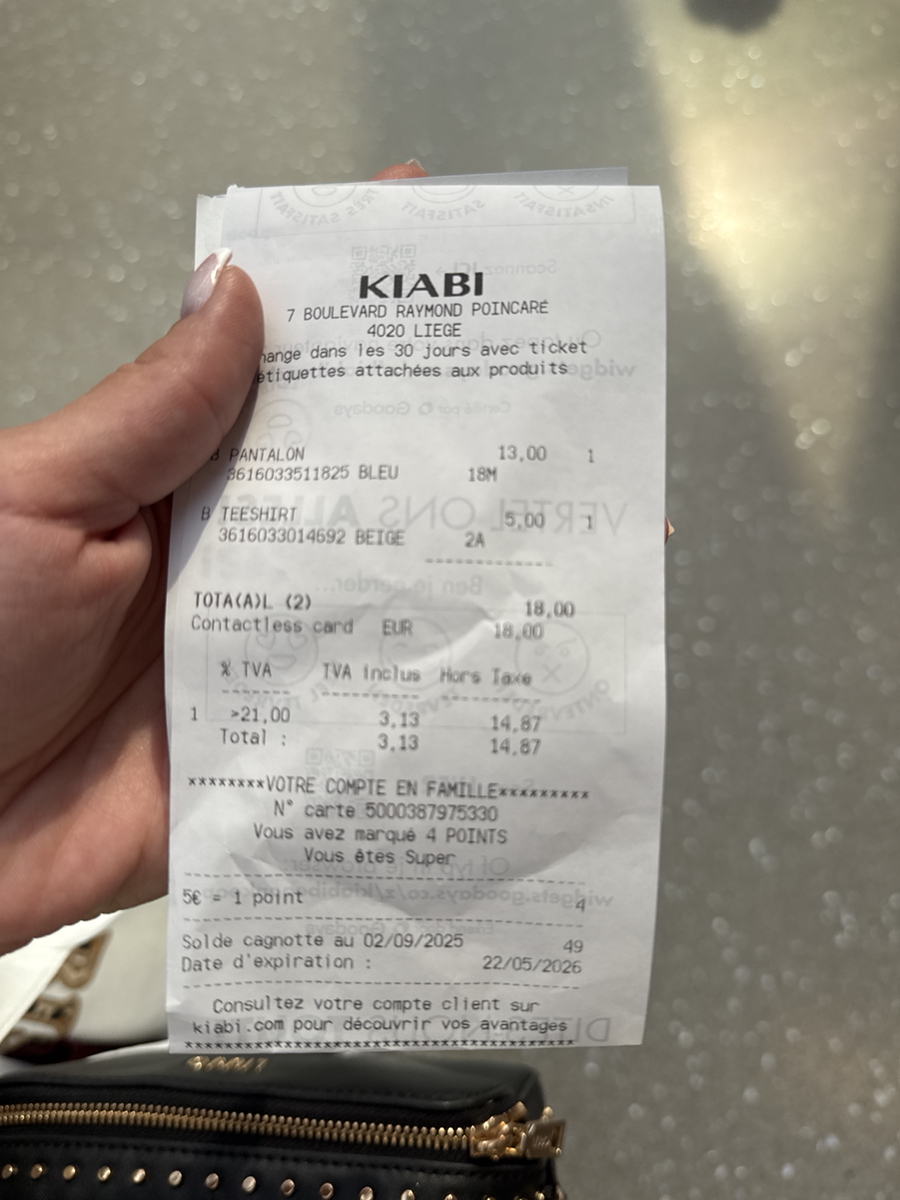 KIABI
7 BOULEVARD RAYMOND POINCARÉ
4020 LIEGE
hange dans les 30 jours avec ticket
étiquettes attachées aux produits
B PANTALON 13,00 1
3616033511825 BLEU 18M
B TEESHIRT 5,00 1
3616033014692 BEIGE 2A
------------
TOTA(A)L (2) 18,00
Contactless card EUR 18,00
% TVA TVA Inclus Hors Taxe
------- ---------- ----------
1 >21,00 3,13 14,87
Total : 3,13 14,87
********VOTRE COMPTE EN FAMILLE*********
N° carte 5000387975330
Vous avez marqué 4 POINTS
Vous êtes Super
----------------------------------------
5€ = 1 point 4
----------------------------------------
Solde cagnotte au 02/09/2025 49
Date d'expiration : 22/05/2026
----------------------------------------
Consultez votre compte client sur
kiabi.com pour découvrir vos avantages
****************************************